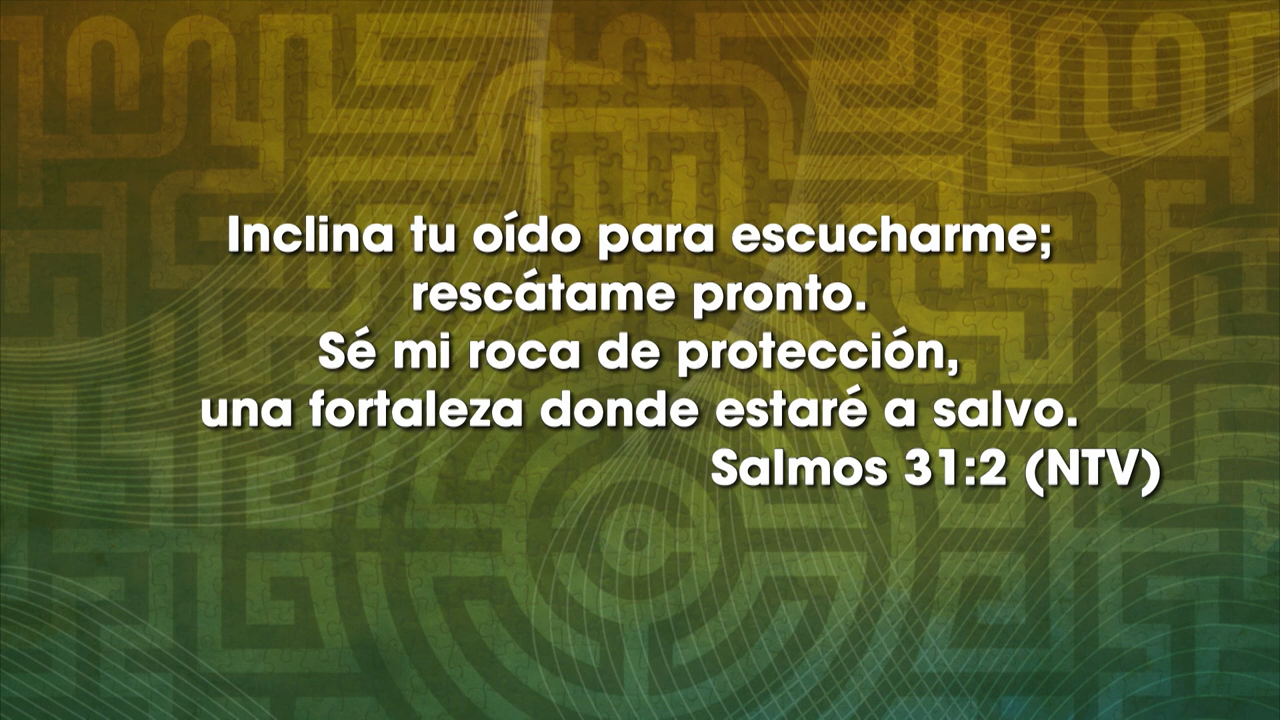 Inclina tu oído para escucharme;
rescátame pronto.
Sé mi roca de protección,
una fortaleza donde estaré a salvo.
Salmos 31:2 (NTV)